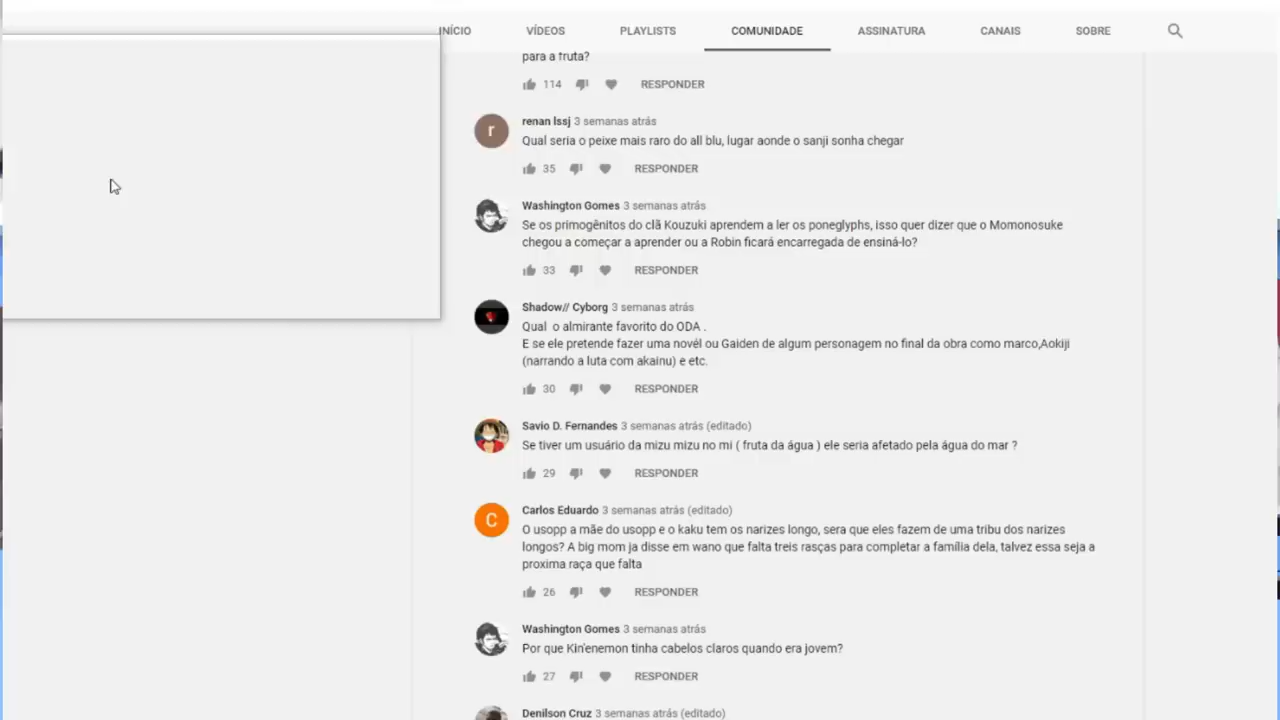 INÍCIO VÍDEOS PLAYLISTS COMUNIDADE ASSINATURA CANAIS SOBRE
para a fruta?
114 RESPONDER
r
renan lssj 3 semanas atrás
Qual seria o peixe mais raro do all blu, lugar aonde o sanji sonha chegar
35 RESPONDER
Washington Gomes 3 semanas atrás
Se os primogênitos do clã Kouzuki aprendem a ler os poneglyphs, isso quer dizer que o Momonosuke
chegou a começar a aprender ou a Robin ficará encarregada de ensiná-lo?
33 RESPONDER
Shadow// Cyborg 3 semanas atrás
Qual o almirante favorito do ODA .
E se ele pretende fazer uma novél ou Gaiden de algum personagem no final da obra como marco,Aokiji
(narrando a luta com akainu) e etc.
30 RESPONDER
Savio D. Fernandes 3 semanas atrás (editado)
Se tiver um usuário da mizu mizu no mi ( fruta da água ) ele seria afetado pela água do mar ?
29 RESPONDER
C
Carlos Eduardo 3 semanas atrás (editado)
O usopp a mãe do usopp e o kaku tem os narizes longo, sera que eles fazem de uma tribu dos narizes
longos? A big mom ja disse em wano que falta treis rasças para completar a família dela, talvez essa seja a
proxima raça que falta
26 RESPONDER
Washington Gomes 3 semanas atrás
Por que Kin'enemon tinha cabelos claros quando era jovem?
27 RESPONDER
Denilson Cruz 3 semanas atrás (editado)